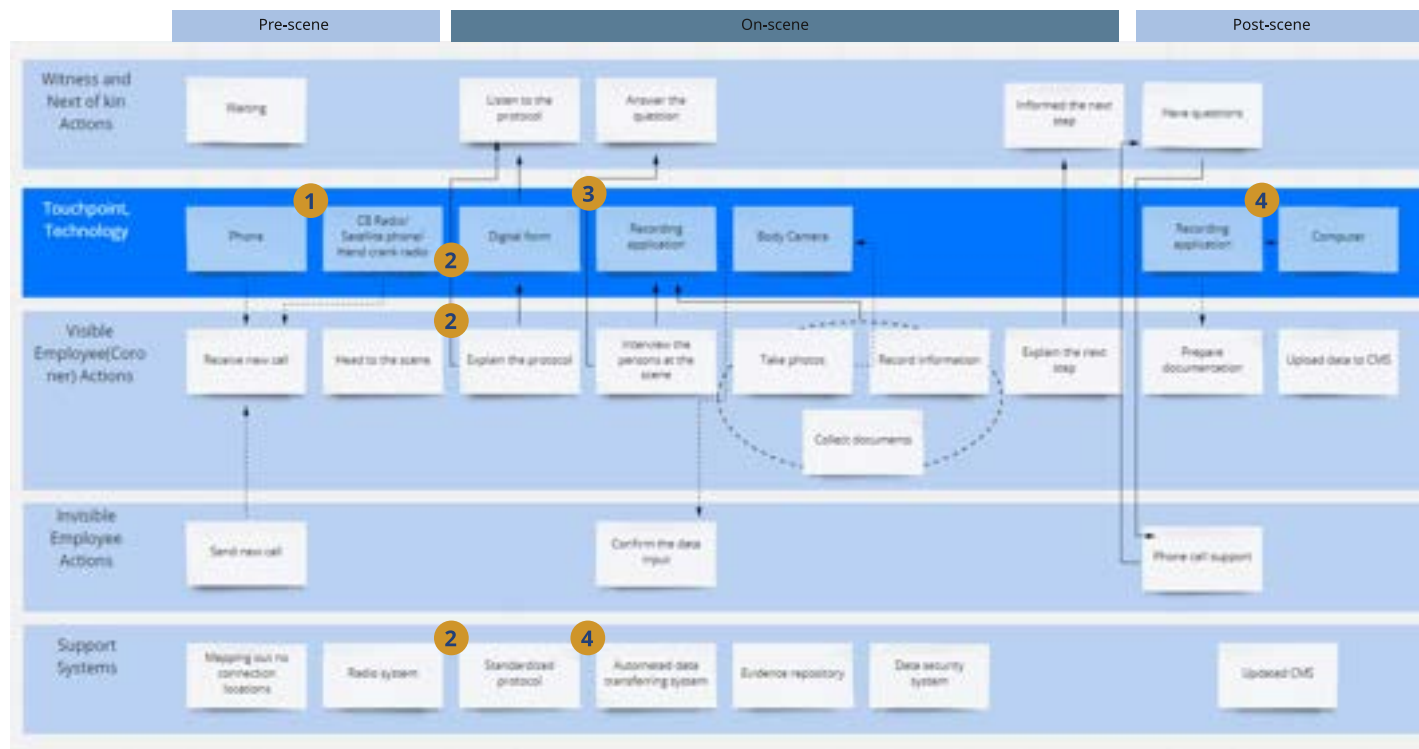 Pre-scene
On-scene
Post-scene
Witness and
Next of kin
Actions
Waiting
Listen to the
protocol
Answer the
question
Informed the next
step
Have questions
Touchpoint,
Technology
1
3
4
Phone
CB Radio/
Satellite phone/
Hand crank radio
2
Digital form
Recording
application
Body Camera
Recording
application
Computer
Visible
Employee(Coro
ner) Actions
2
Receive new call
Head to the scene
Explain the protocol
Interview the
persons at the
scene
Take photos
Record information
Explain the next
step
Prepare
documentation
Upload data to CMS
Collect documents
Invisible
Employee
Actions
Send new call
Confirm the data
input
Phone call support
Support
Systems
2
4
Mapping out no
connection
locations
Radio system
Standardized
protocol
Automated data
transferring system
Evidence repository
Data security
system
Updated CMS